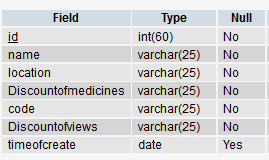 Field Type Null
id int(60) No
name varchar(25) No
location varchar(25) No
Discountofmedicines varchar(25) No
code varchar(25) No
Discountofviews varchar(25) No
timeofcreate date Yes